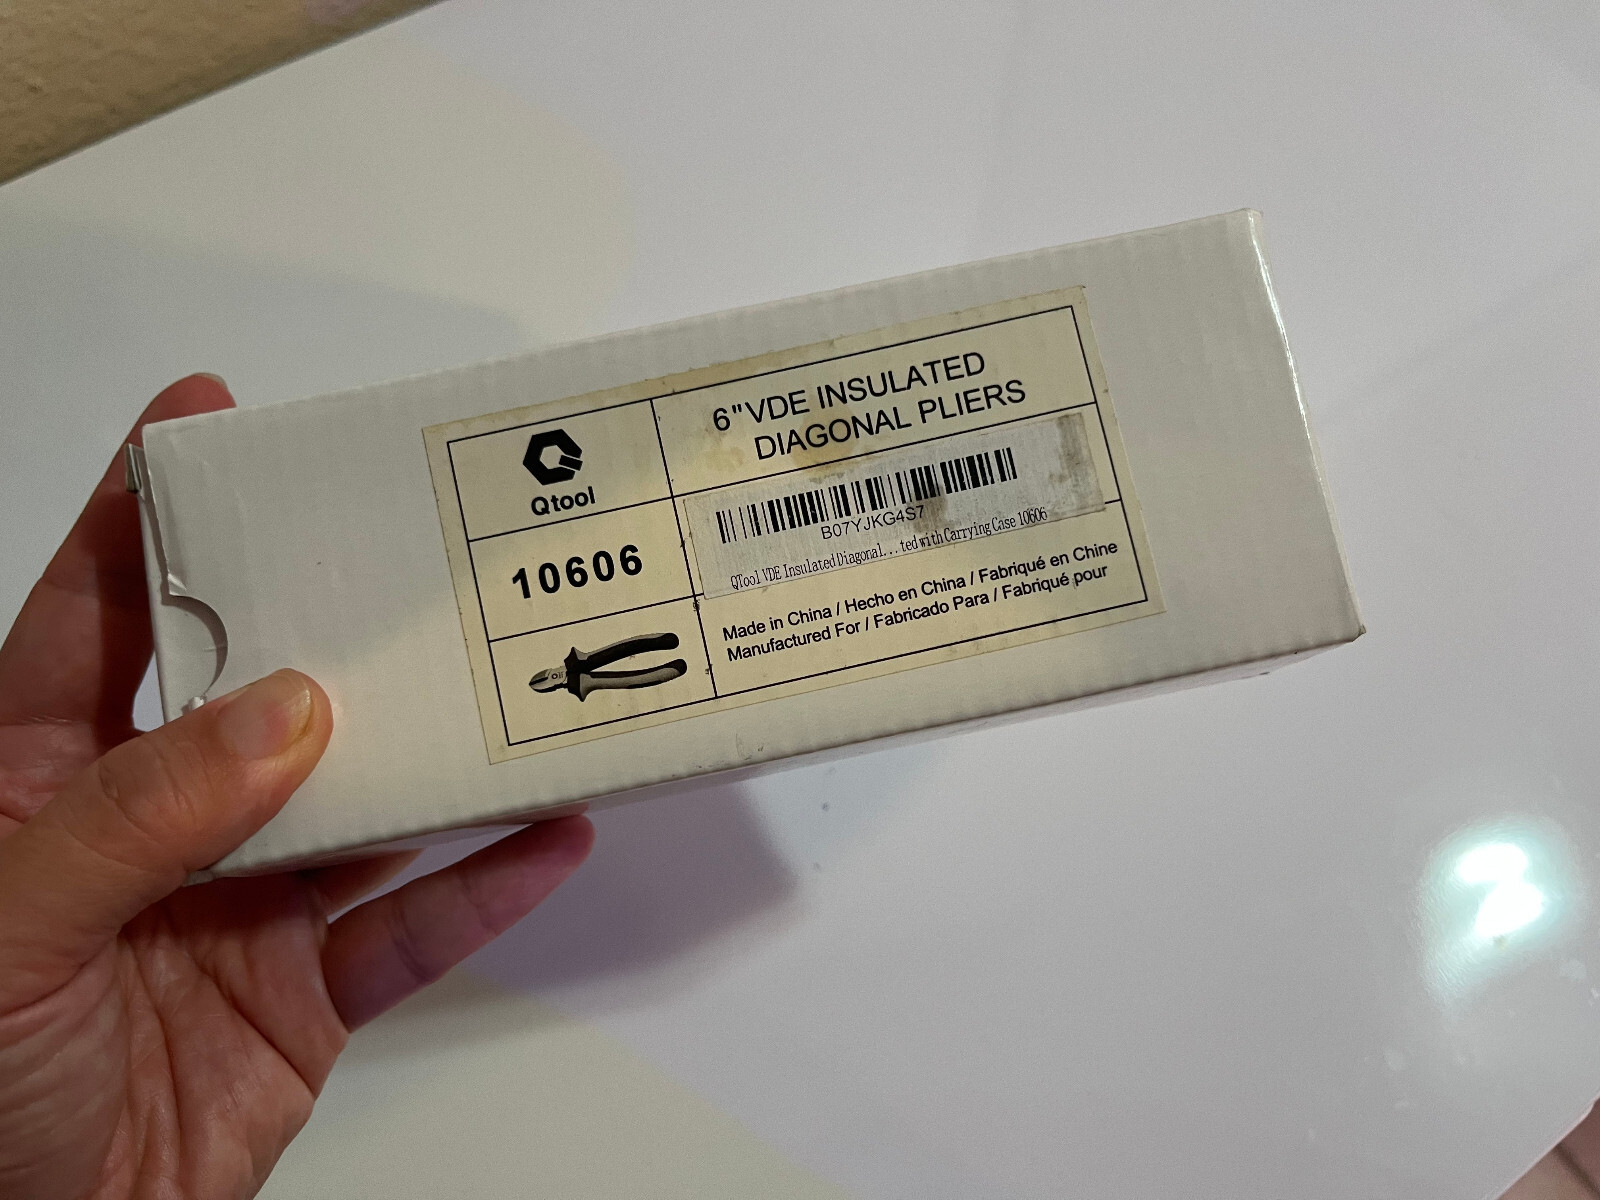 Qtool
6" VDE INSULATED
DIAGONAL PLIERS
10606
B07YJKG4S7
QTool VDE Insulated Diagonal...ted with Carrying Case 10606
Made in China / Hecho en China / Fabriqué en Chine
Manufactured For / Fabricado Para / Fabriqué pour